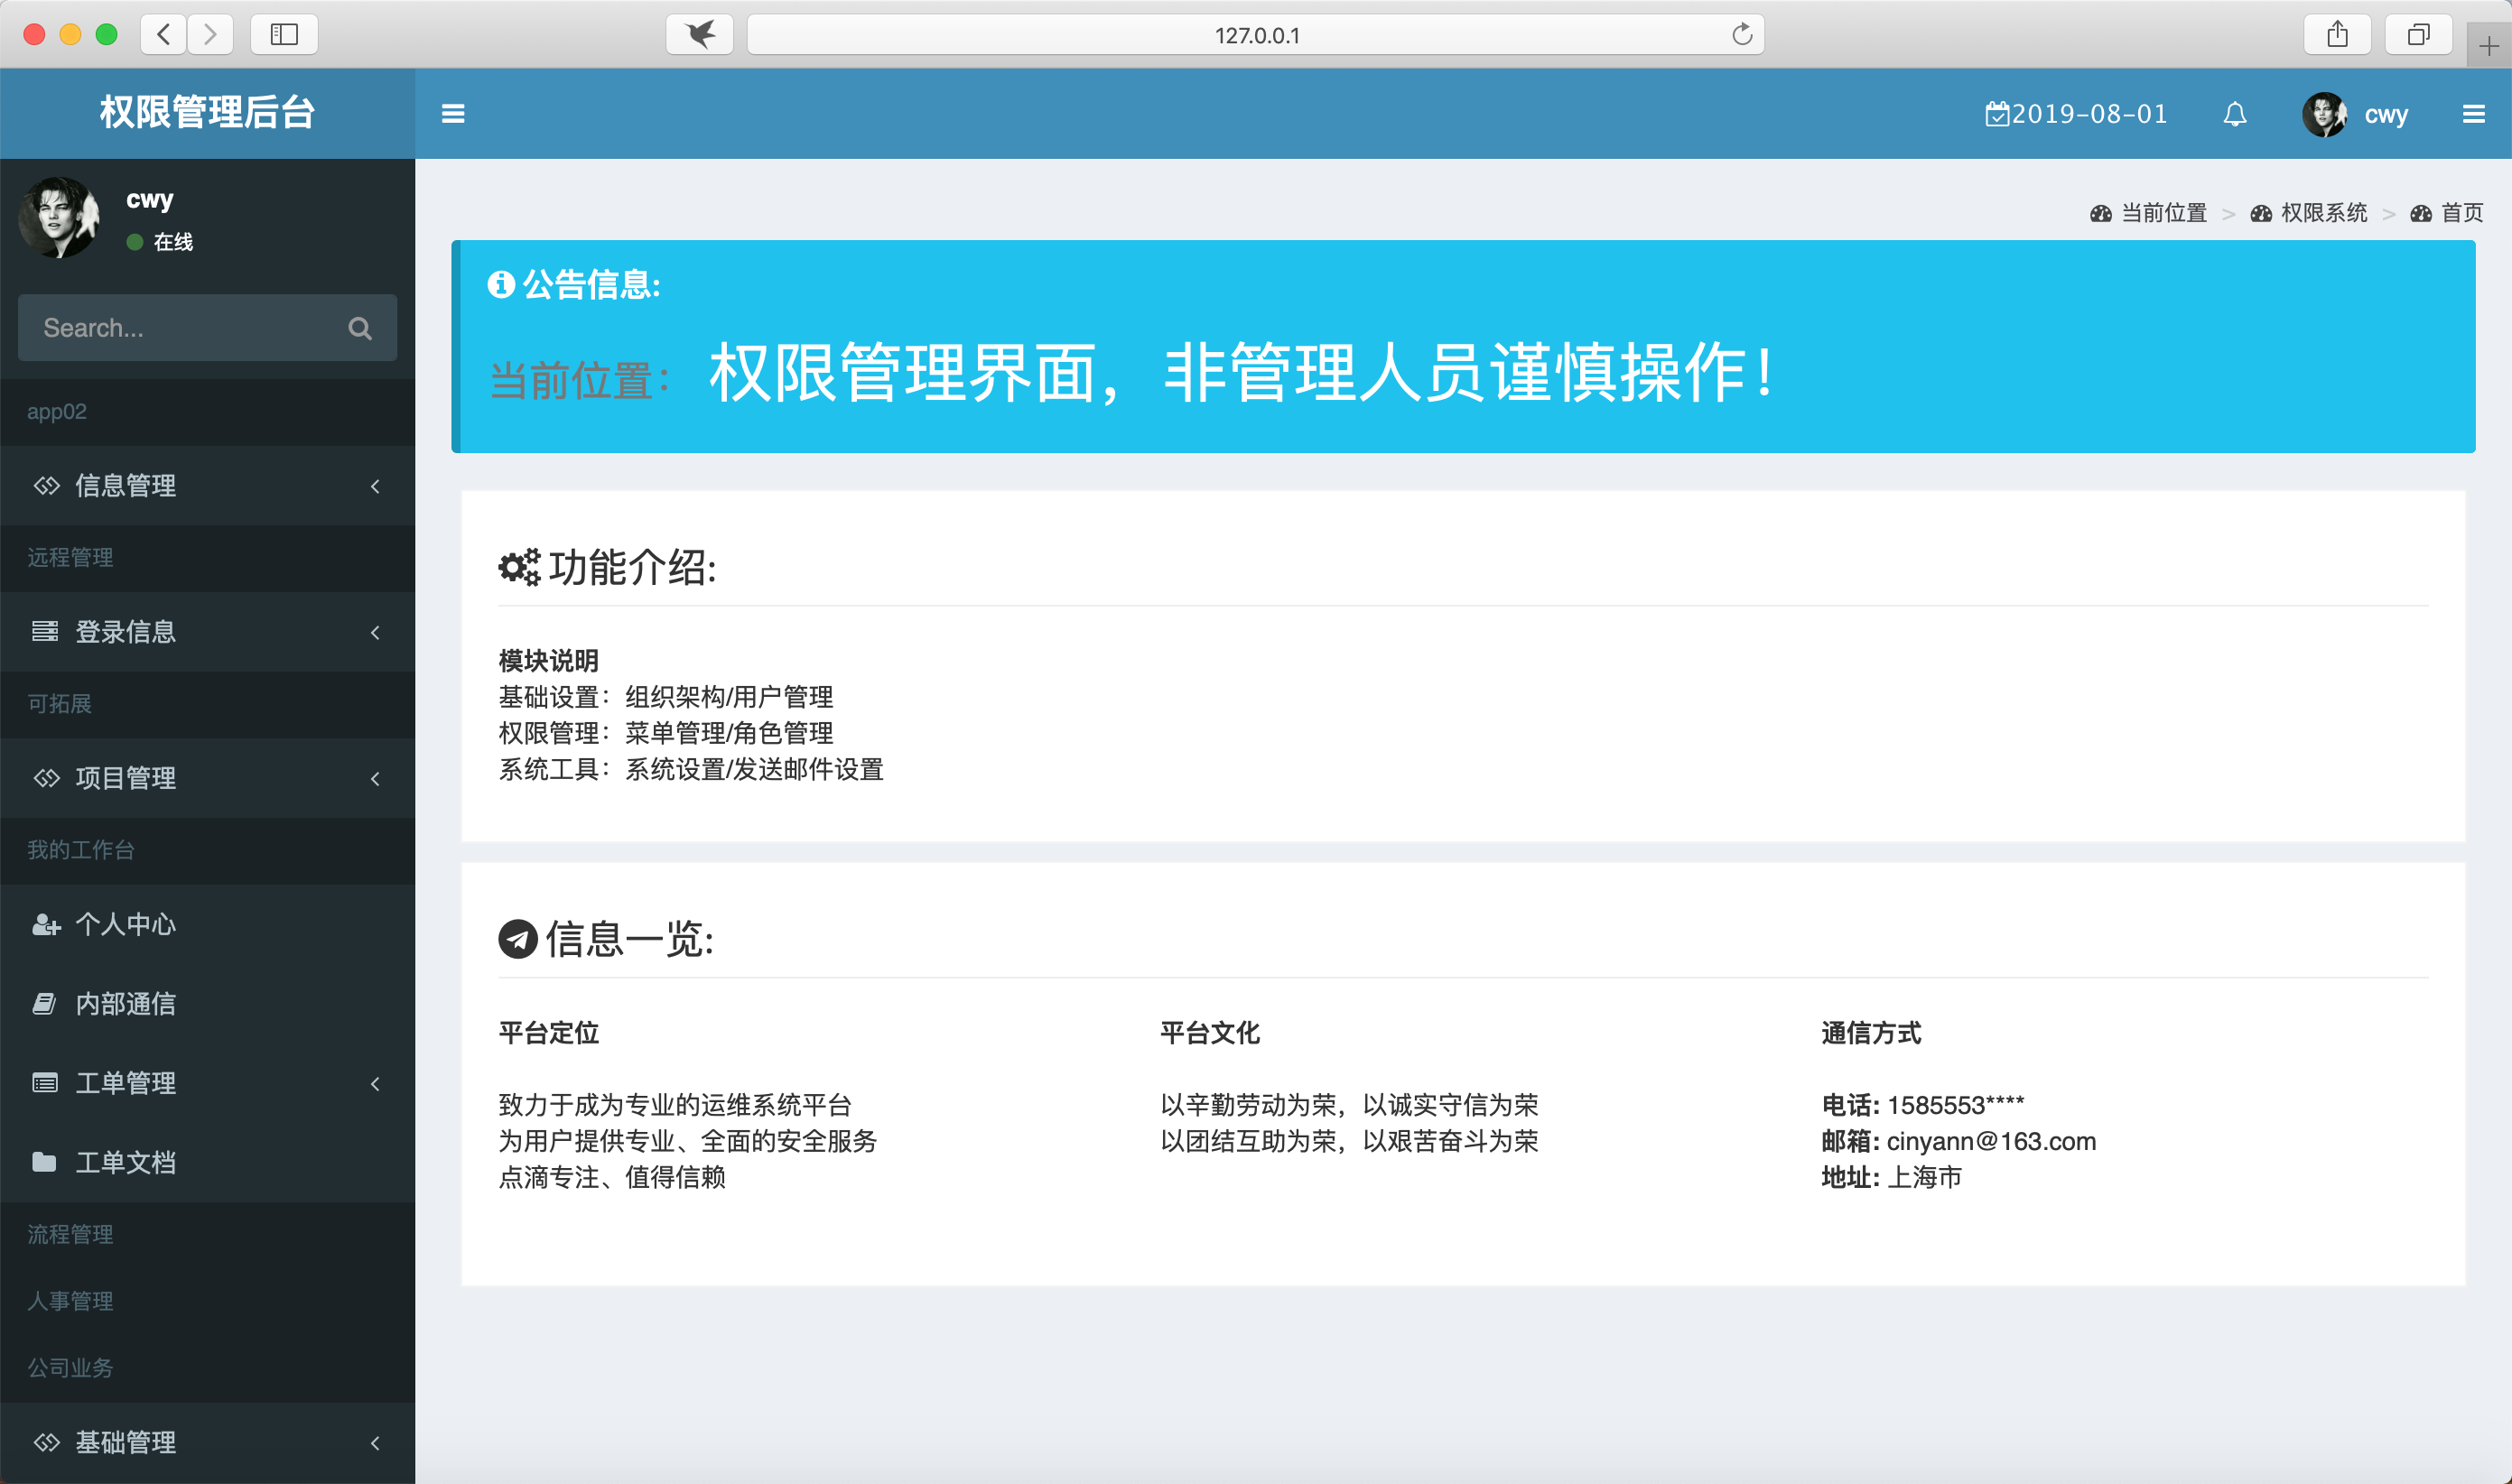 127.0.0.1
权限管理后台
2019-08-01
cwy
cwy
在线
Search...
app02
信息管理
远程管理
登录信息
可拓展
项目管理
我的工作台
个人中心
内部通信
工单管理
工单文档
流程管理
人事管理
公司业务
基础管理
当前位置 > 权限系统 > 首页
公告信息:
当前位置： 权限管理界面，非管理人员谨慎操作！
功能介绍:
模块说明
基础设置：组织架构/用户管理
权限管理：菜单管理/角色管理
系统工具：系统设置/发送邮件设置
信息一览:
平台定位
致力于成为专业的运维系统平台
为用户提供专业、全面的安全服务
点滴专注、值得信赖
平台文化
以辛勤劳动为荣，以诚实守信为荣
以团结互助为荣，以艰苦奋斗为荣
通信方式
电话: 1585553****
邮箱: cinyann@163.com
地址: 上海市